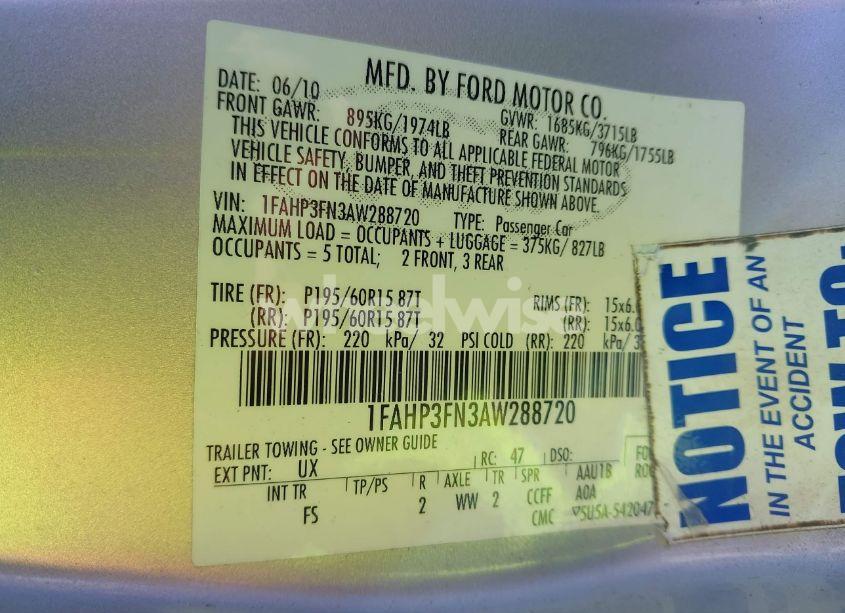 MFD. BY FORD MOTOR CO.
DATE: 06/10
GVWR: 1685KG/3715LB
FRONT GAWR: 895KG/1974LB
REAR GAWR: 796KG/1755LB
THIS VEHICLE CONFORMS TO ALL APPLICABLE FEDERAL MOTOR
VEHICLE SAFETY, BUMPER, AND THEFT PREVENTION STANDARDS
IN EFFECT ON THE DATE OF MANUFACTURE SHOWN ABOVE.
VIN: 1FAHP3FN3AW288720 TYPE: Passenger Car
MAXIMUM LOAD = OCCUPANTS + LUGGAGE = 375KG/ 827LB
OCCUPANTS = 5 TOTAL; 2 FRONT, 3 REAR
TIRE (FR): P195/60R15 87T RIMS (FR): 15x6.0
(RR): P195/60R15 87T (RR): 15x6.0
PRESSURE (FR): 220 kPa/ 32 PSI COLD (RR): 220 kPa/
1FAHP3FN3AW288720
TRAILER TOWING - SEE OWNER GUIDE
EXT PNT: UX RC: 47 DSO:
INT TR TP/PS R AXLE TR SPR AAU1B
FS 2 WW 2 CCFF AOA
CMC
NOTICE
IN THE EVENT OF AN
ACCIDENT
TOW TO:
wheelwise